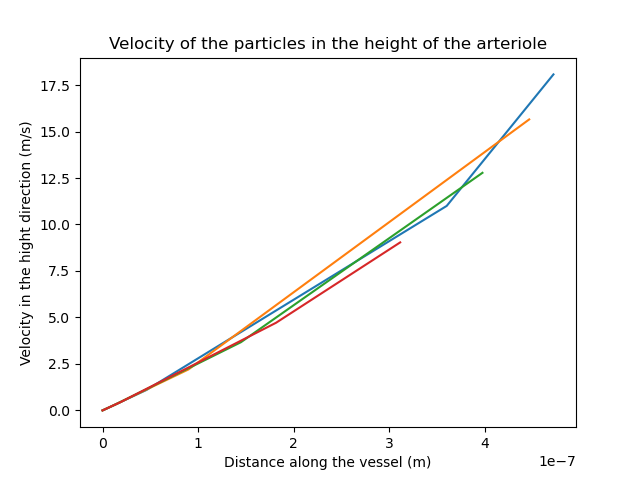 Velocity of the particles in the height of the arteriole
17.5
15.0
12.5
10.0
7.5
5.0
2.5
0.0
Velocity in the hight direction (m/s)
0 1 2 3 4
1e−7
Distance along the vessel (m)